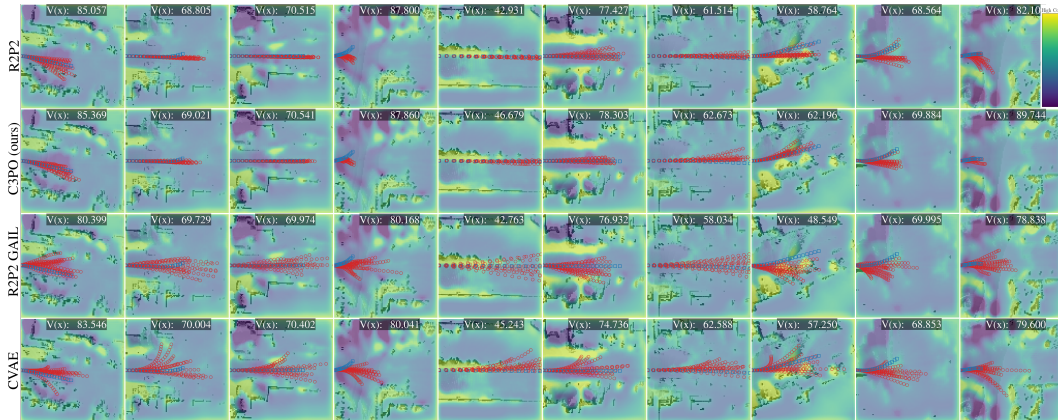 R2P2
V(x): 85.057
V(x): 68.805
V(x): 70.515
V(x): 87.800
V(x): 42.931
V(x): 77.427
V(x): 61.514
V(x): 58.764
V(x): 68.564
V(x): 82.10
C3PO (ours)
V(x): 85.369
V(x): 69.021
V(x): 70.541
V(x): 87.860
V(x): 46.679
V(x): 78.303
V(x): 62.673
V(x): 62.196
V(x): 69.884
V(x): 89.744
R2P2 GAIL
V(x): 80.399
V(x): 69.729
V(x): 69.974
V(x): 80.168
V(x): 42.763
V(x): 76.932
V(x): 58.034
V(x): 48.549
V(x): 69.995
V(x): 78.838
CVAE
V(x): 83.546
V(x): 70.004
V(x): 70.402
V(x): 80.041
V(x): 45.243
V(x): 74.736
V(x): 62.588
V(x): 57.250
V(x): 68.853
V(x): 79.600